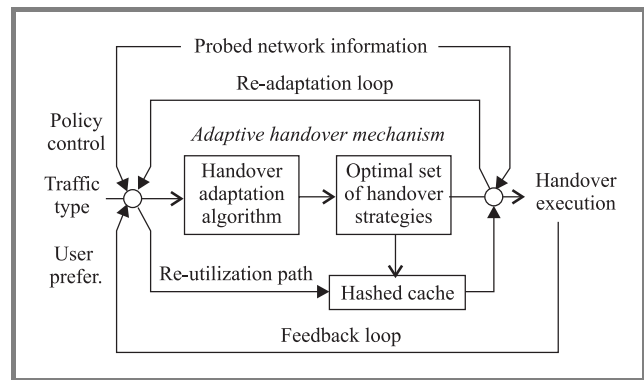 Probed network information
Re-adaptation loop
Policy
control
Adaptive handover mechanism
Traffic
type
Handover
adaptation
algorithm
Optimal set
of handover
strategies
Handover
execution
User
prefer.
Re-utilization path
Hashed cache
Feedback loop